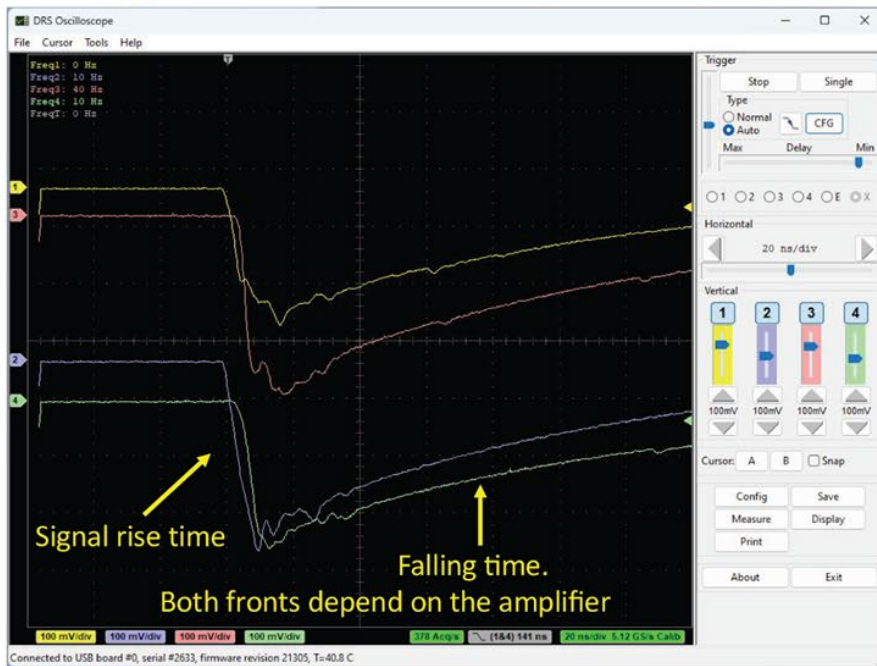 DRS Oscilloscope
File Cursor Tools Help
Freq1: 0 Hz
Freq2: 10 Hz
Freq3: 40 Hz
Freq4: 10 Hz
FreqT: 0 Hz
T
1
3
2
4
Signal rise time
Falling time.
Both fronts depend on the amplifier
100 mV/div 100 mV/div 100 mV/div 100 mV/div 378 Acq/s (1&4) 141 ns 20 ns/div 5.12 GS/s Calib
Trigger
Stop Single
Type
Normal
Auto
CFG
Max Delay Min
1 2 3 4 E X
Horizontal
20 ns/div
Vertical
1 2 3 4
100mV 100mV 100mV 100mV
Cursor: A B Snap
Config Save
Measure Display
Print
About Exit
Connected to USB board #0, serial #2633, firmware revision 21305, T=40.8 C